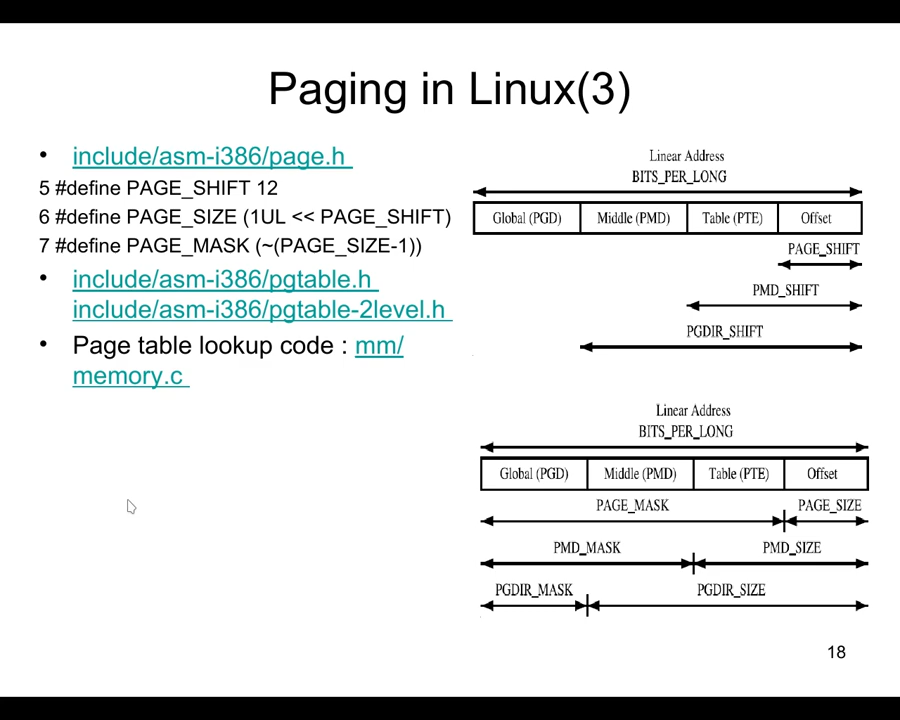 Paging in Linux(3)
• include/asm-i386/page.h
5 #define PAGE_SHIFT 12
6 #define PAGE_SIZE (1UL << PAGE_SHIFT)
7 #define PAGE_MASK (~(PAGE_SIZE-1))
• include/asm-i386/pgtable.h
include/asm-i386/pgtable-2level.h
• Page table lookup code : mm/
memory.c
Linear Address
BITS_PER_LONG
Global (PGD) Middle (PMD) Table (PTE) Offset
PAGE_SHIFT
PMD_SHIFT
PGDIR_SHIFT
Linear Address
BITS_PER_LONG
Global (PGD) Middle (PMD) Table (PTE) Offset
PAGE_MASK PAGE_SIZE
PMD_MASK PMD_SIZE
PGDIR_MASK PGDIR_SIZE
18